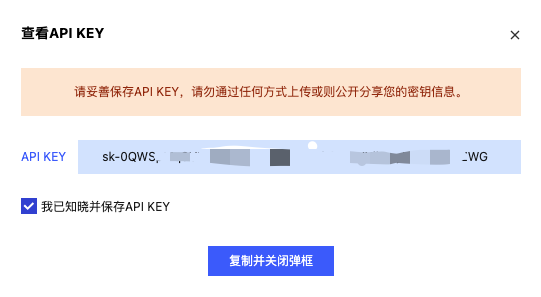 查看API KEY
请妥善保存API KEY，请勿通过任何方式上传或则公开分享您的密钥信息。
API KEY sk-0QWS WG
我已知晓并保存API KEY
复制并关闭弹框